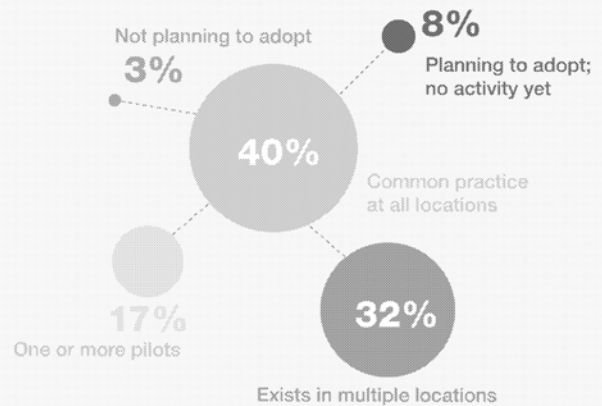 Not planning to adopt
3%
8%
Planning to adopt;
no activity yet
40%
Common practice
at all locations
17%
One or more pilots
32%
Exists in multiple locations